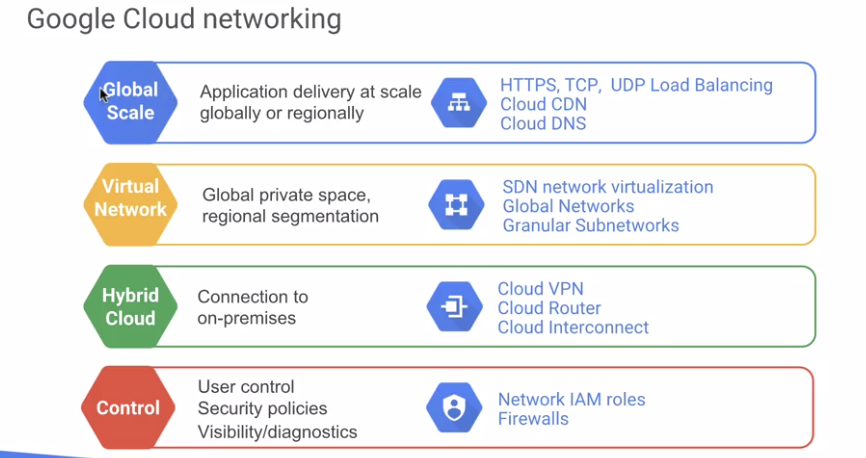 Google Cloud networking
Global
Scale
Application delivery at scale
globally or regionally
HTTPS, TCP,  UDP Load Balancing
Cloud CDN
Cloud DNS
Virtual
Network
Global private space,
regional segmentation
SDN network virtualization
Global Networks
Granular Subnetworks
Hybrid
Cloud
Connection to
on-premises
Cloud VPN
Cloud Router
Cloud Interconnect
Control
User control
Security policies
Visibility/diagnostics
Network IAM roles
Firewalls